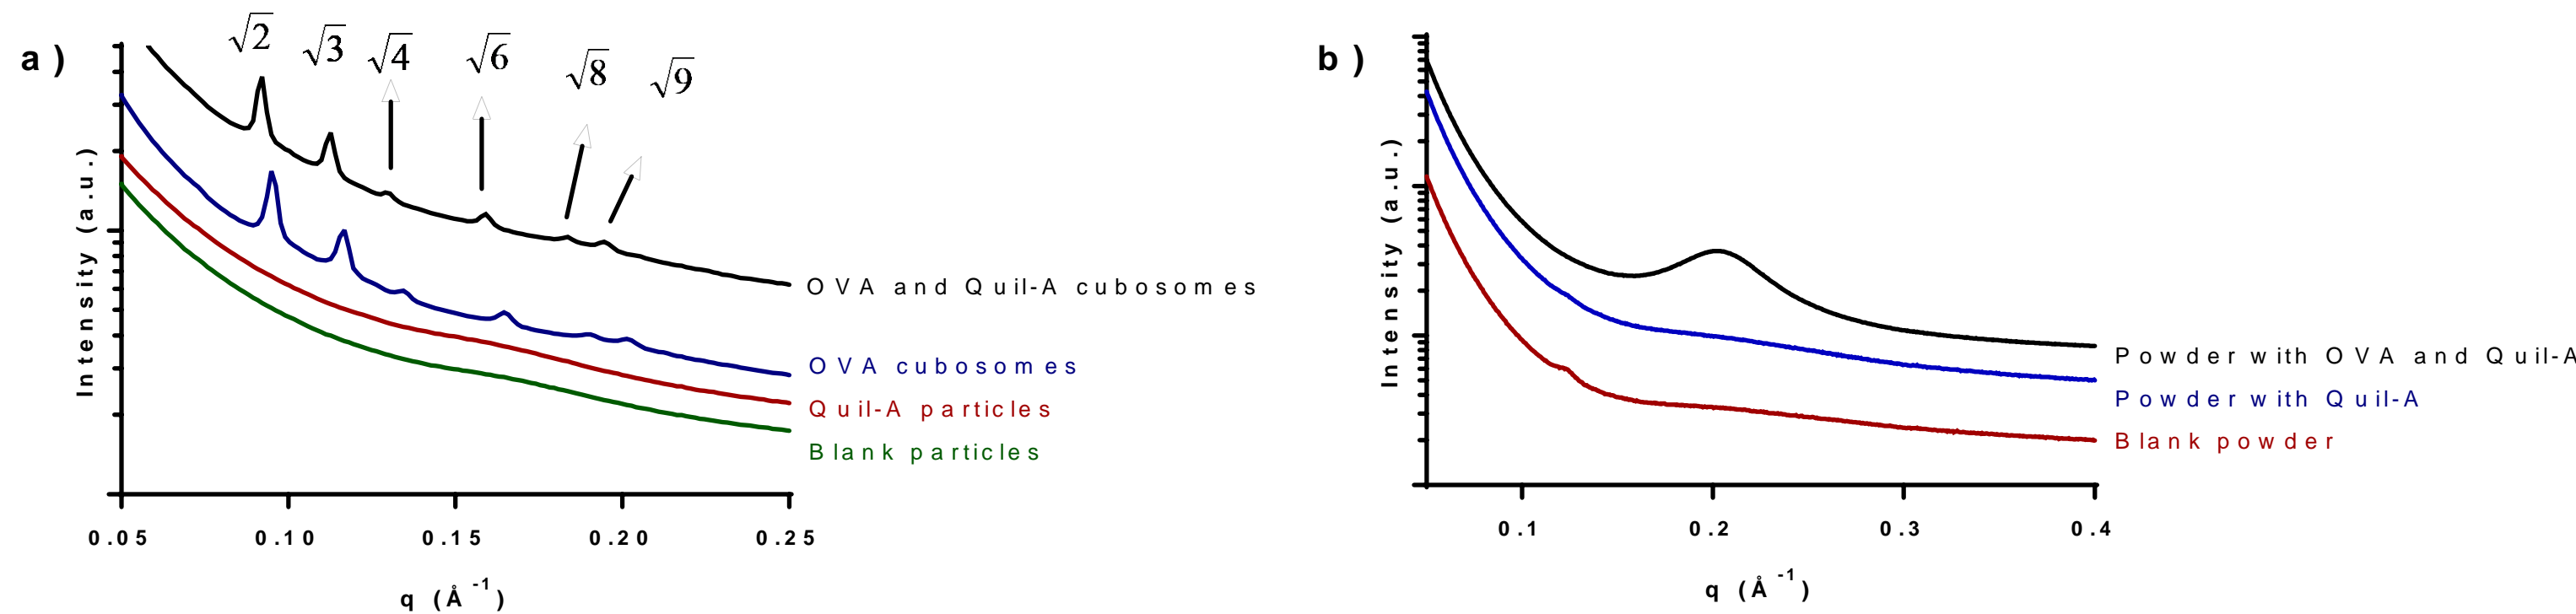 a)
√2 √3 √4 √6 √8 √9
Intensity (a.u.)
OVA and Quil-A cubosomes
OVA cubosomes
Quil-A particles
Blank particles
0.05 0.10 0.15 0.20 0.25
q (Å⁻¹)
b)
Intensity (a.u.)
Powder with OVA and Quil-A
Powder with Quil-A
Blank powder
0.1 0.2 0.3 0.4
q (Å⁻¹)